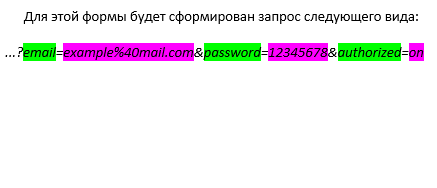 Для этой формы будет сформирован запрос следующего вида:
...?email=example%40mail.com&password=12345678&authorized=on